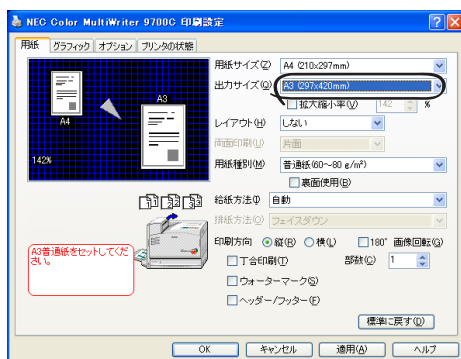 NEC Color MultiWriter 9700C 印刷設定
用紙 グラフィック オプション プリンタの状態
用紙サイズ(Z) A4 (210x297mm)
出力サイズ(O) A3 (297x420mm)
拡大縮小率(V) 142 %
レイアウト(H) しない
両面印刷(U) 片面
用紙種別(M) 普通紙(60～80 g/m²)
裏面使用(B)
給紙方法(I) 自動
排紙方法(O) フェイスダウン
印刷方向 縦(R) 横(L) 180° 画像回転(G)
丁合印刷(T) 部数(C) 1
ウォーターマーク(S)
ヘッダー/フッター(F)
標準に戻す(D)
A4
A3
142%
A3普通紙をセットしてくだ
さい。
OK キャンセル 適用(A) ヘルプ